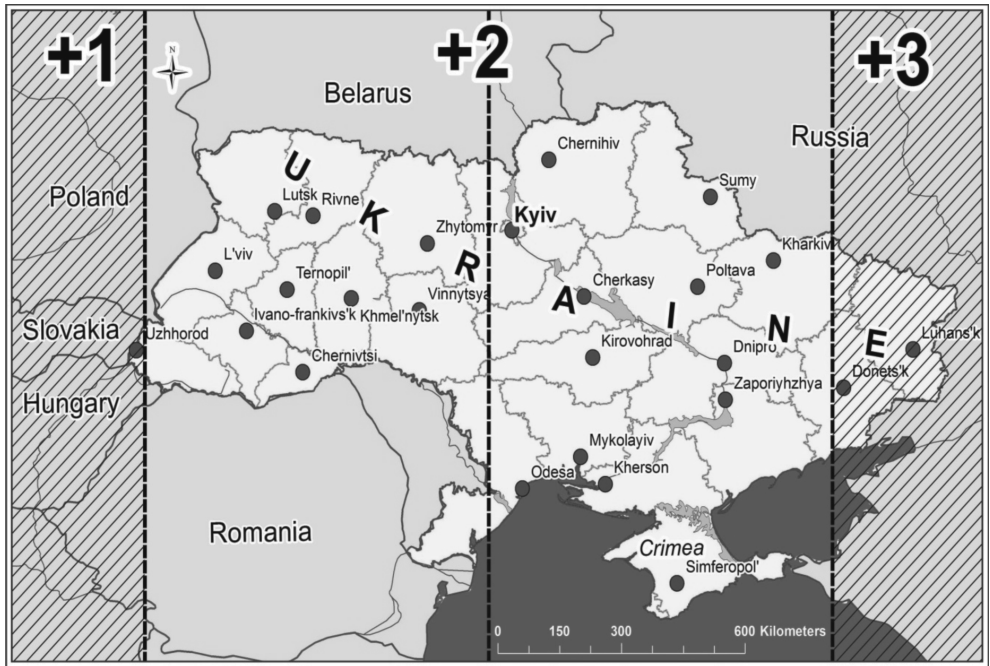 +1
+2
+3
N
Belarus
Russia
Poland
Slovakia
Hungary
Romania
U
K
R
A
I
N
E
Chernihiv
Sumy
Lutsk
Rivne
Kyiv
Zhytomyr
Kharkiv
L'viv
Ternopil'
Cherkasy
Poltava
Vinnytsya
Ivano-frankivs'k
Khmel'nytsk
Uzhhorod
Luhans'k
Kirovohrad
Dnipro
Chernivtsi
Donets'k
Zaporiyhzhya
Mykolayiv
Kherson
Odesa
Crimea
Simferopol'
0 150 300 600 Kilometers